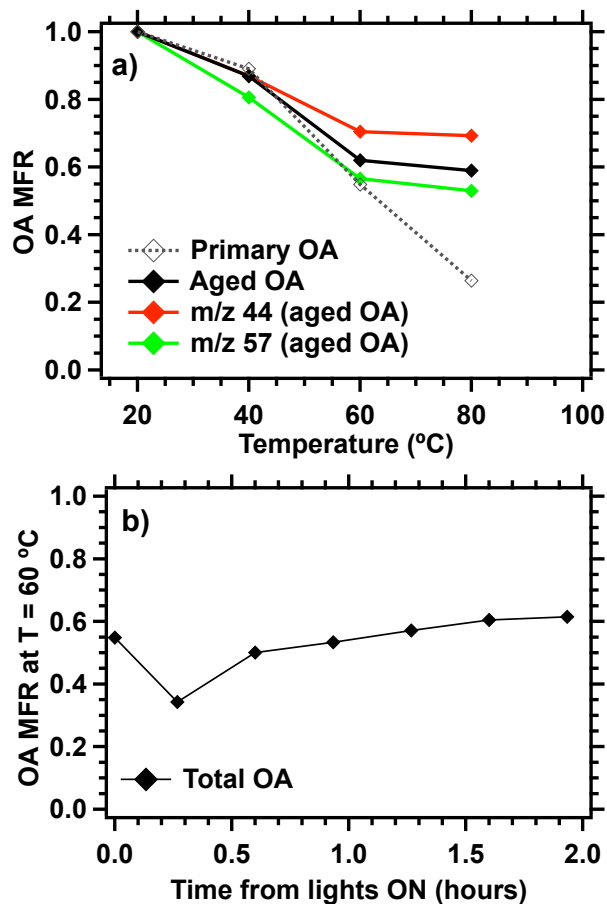 1.0
a)
0.8
0.6
0.4
0.2
0.0
OA MFR
Primary OA
Aged OA
m/z 44 (aged OA)
m/z 57 (aged OA)
20 40 60 80 100
Temperature (ºC)
1.0
b)
0.8
0.6
0.4
0.2
0.0
OA MFR at T = 60 ºC
Total OA
0.0 0.5 1.0 1.5 2.0
Time from lights ON (hours)